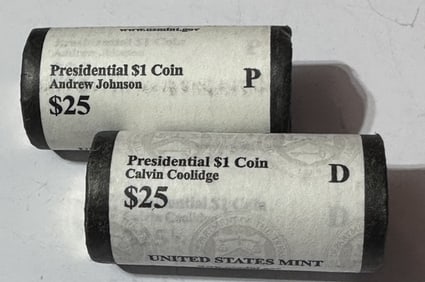 www.usmint.gov
Presidential $1 Coin
Andrew Johnson
$25
P
Presidential $1 Coin
Calvin Coolidge
$25
D
UNITED STATES MINT